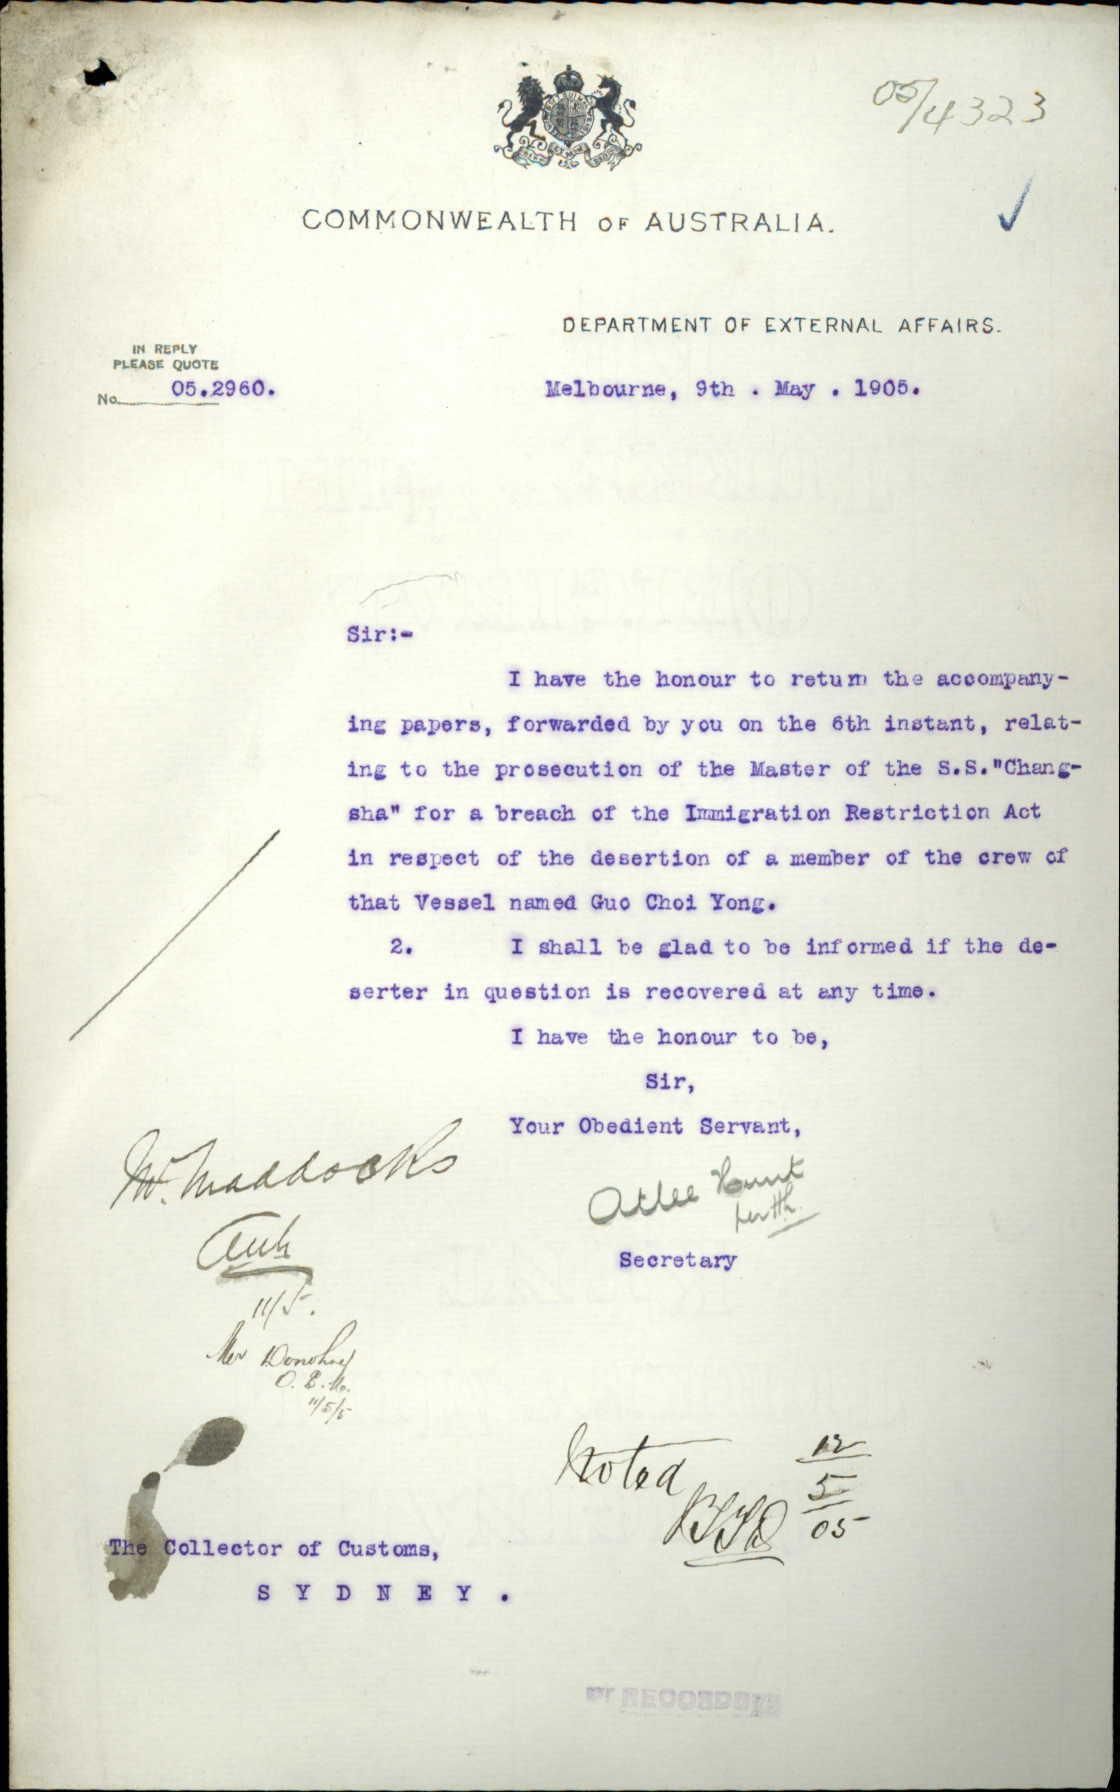 05/4323
COMMONWEALTH OF AUSTRALIA.
DEPARTMENT OF EXTERNAL AFFAIRS.
IN REPLY
PLEASE QUOTE
No. 05.2960.
Melbourne, 9th . May . 1905.
Sir:-
I have the honour to return the accompany-
ing papers, forwarded by you on the 6th instant, relat-
ing to the prosecution of the Master of the S.S."Chang-
sha" for a breach of the Immigration Restriction Act
in respect of the desertion of a member of the crew of
that Vessel named Guo Choi Yong.
2. I shall be glad to be informed if the de-
serter in question is recovered at any time.
I have the honour to be,
Sir,
Your Obedient Servant,
Atlee Hunt
Secretary
Mr. Maddocks
11/5.
Mr Donohoe
11/5/5
Noted
12
5
05
The Collector of Customs,
S Y D N E Y .